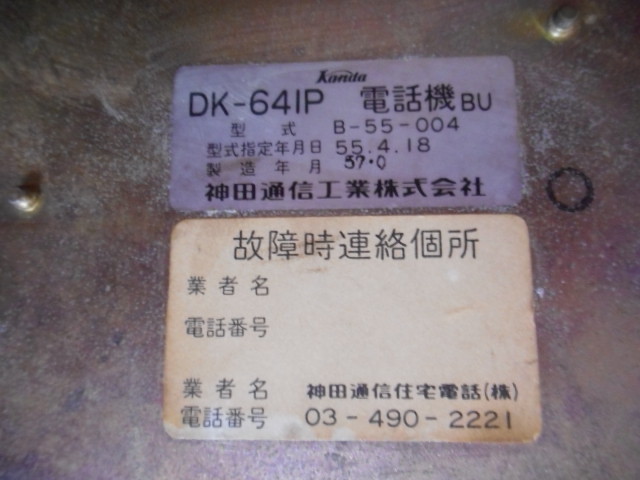 Kanda
DK-641P 電話機 BU
型式 B-55-004
型式指定年月日 55.4.18
製造年月 57.0
神田通信工業株式会社
故障時連絡個所
業者名
電話番号
業者名 神田通信住宅電話(株)
電話番号 03-490-2221